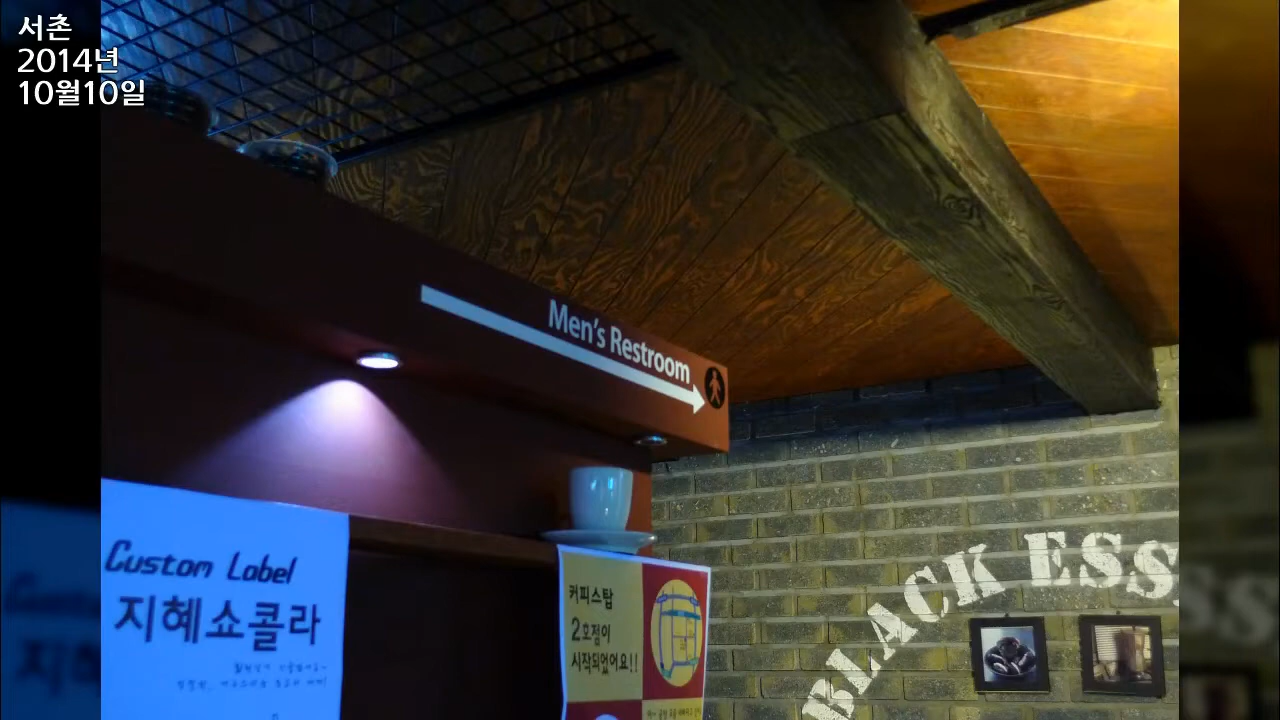 서촌
2014년
10월10일
Men's Restroom
Custom Label
지혜쇼콜라
커피스탑
2호점이
시작되었어요!!
BLACK ESS